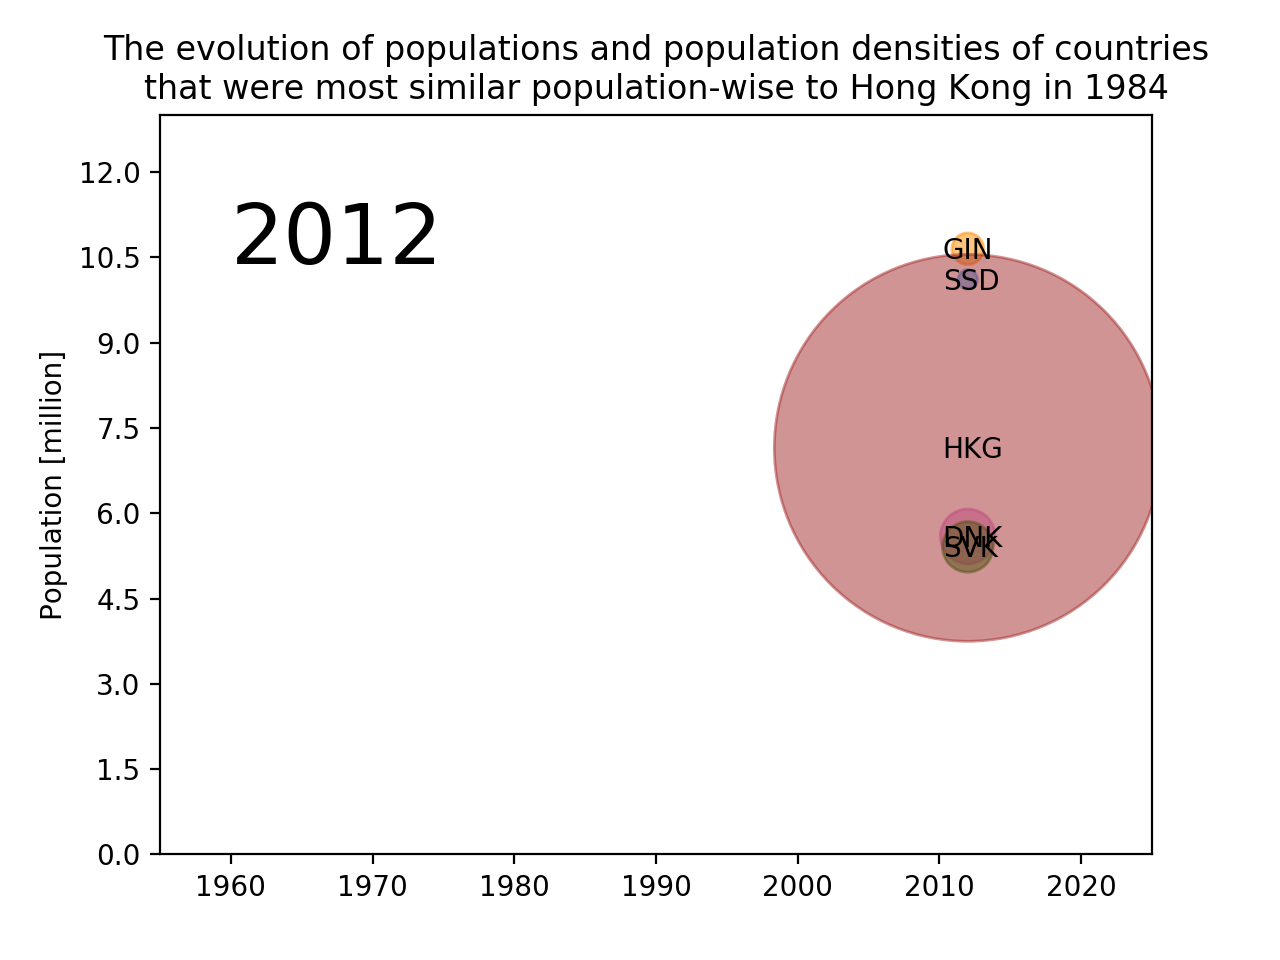 The evolution of populations and population densities of countries
that were most similar population-wise to Hong Kong in 1984
12.0
2012
10.5
GIN
SSD
9.0
7.5
HKG
6.0
DNK
SVK
4.5
3.0
1.5
0.0
Population [million]
1960 1970 1980 1990 2000 2010 2020